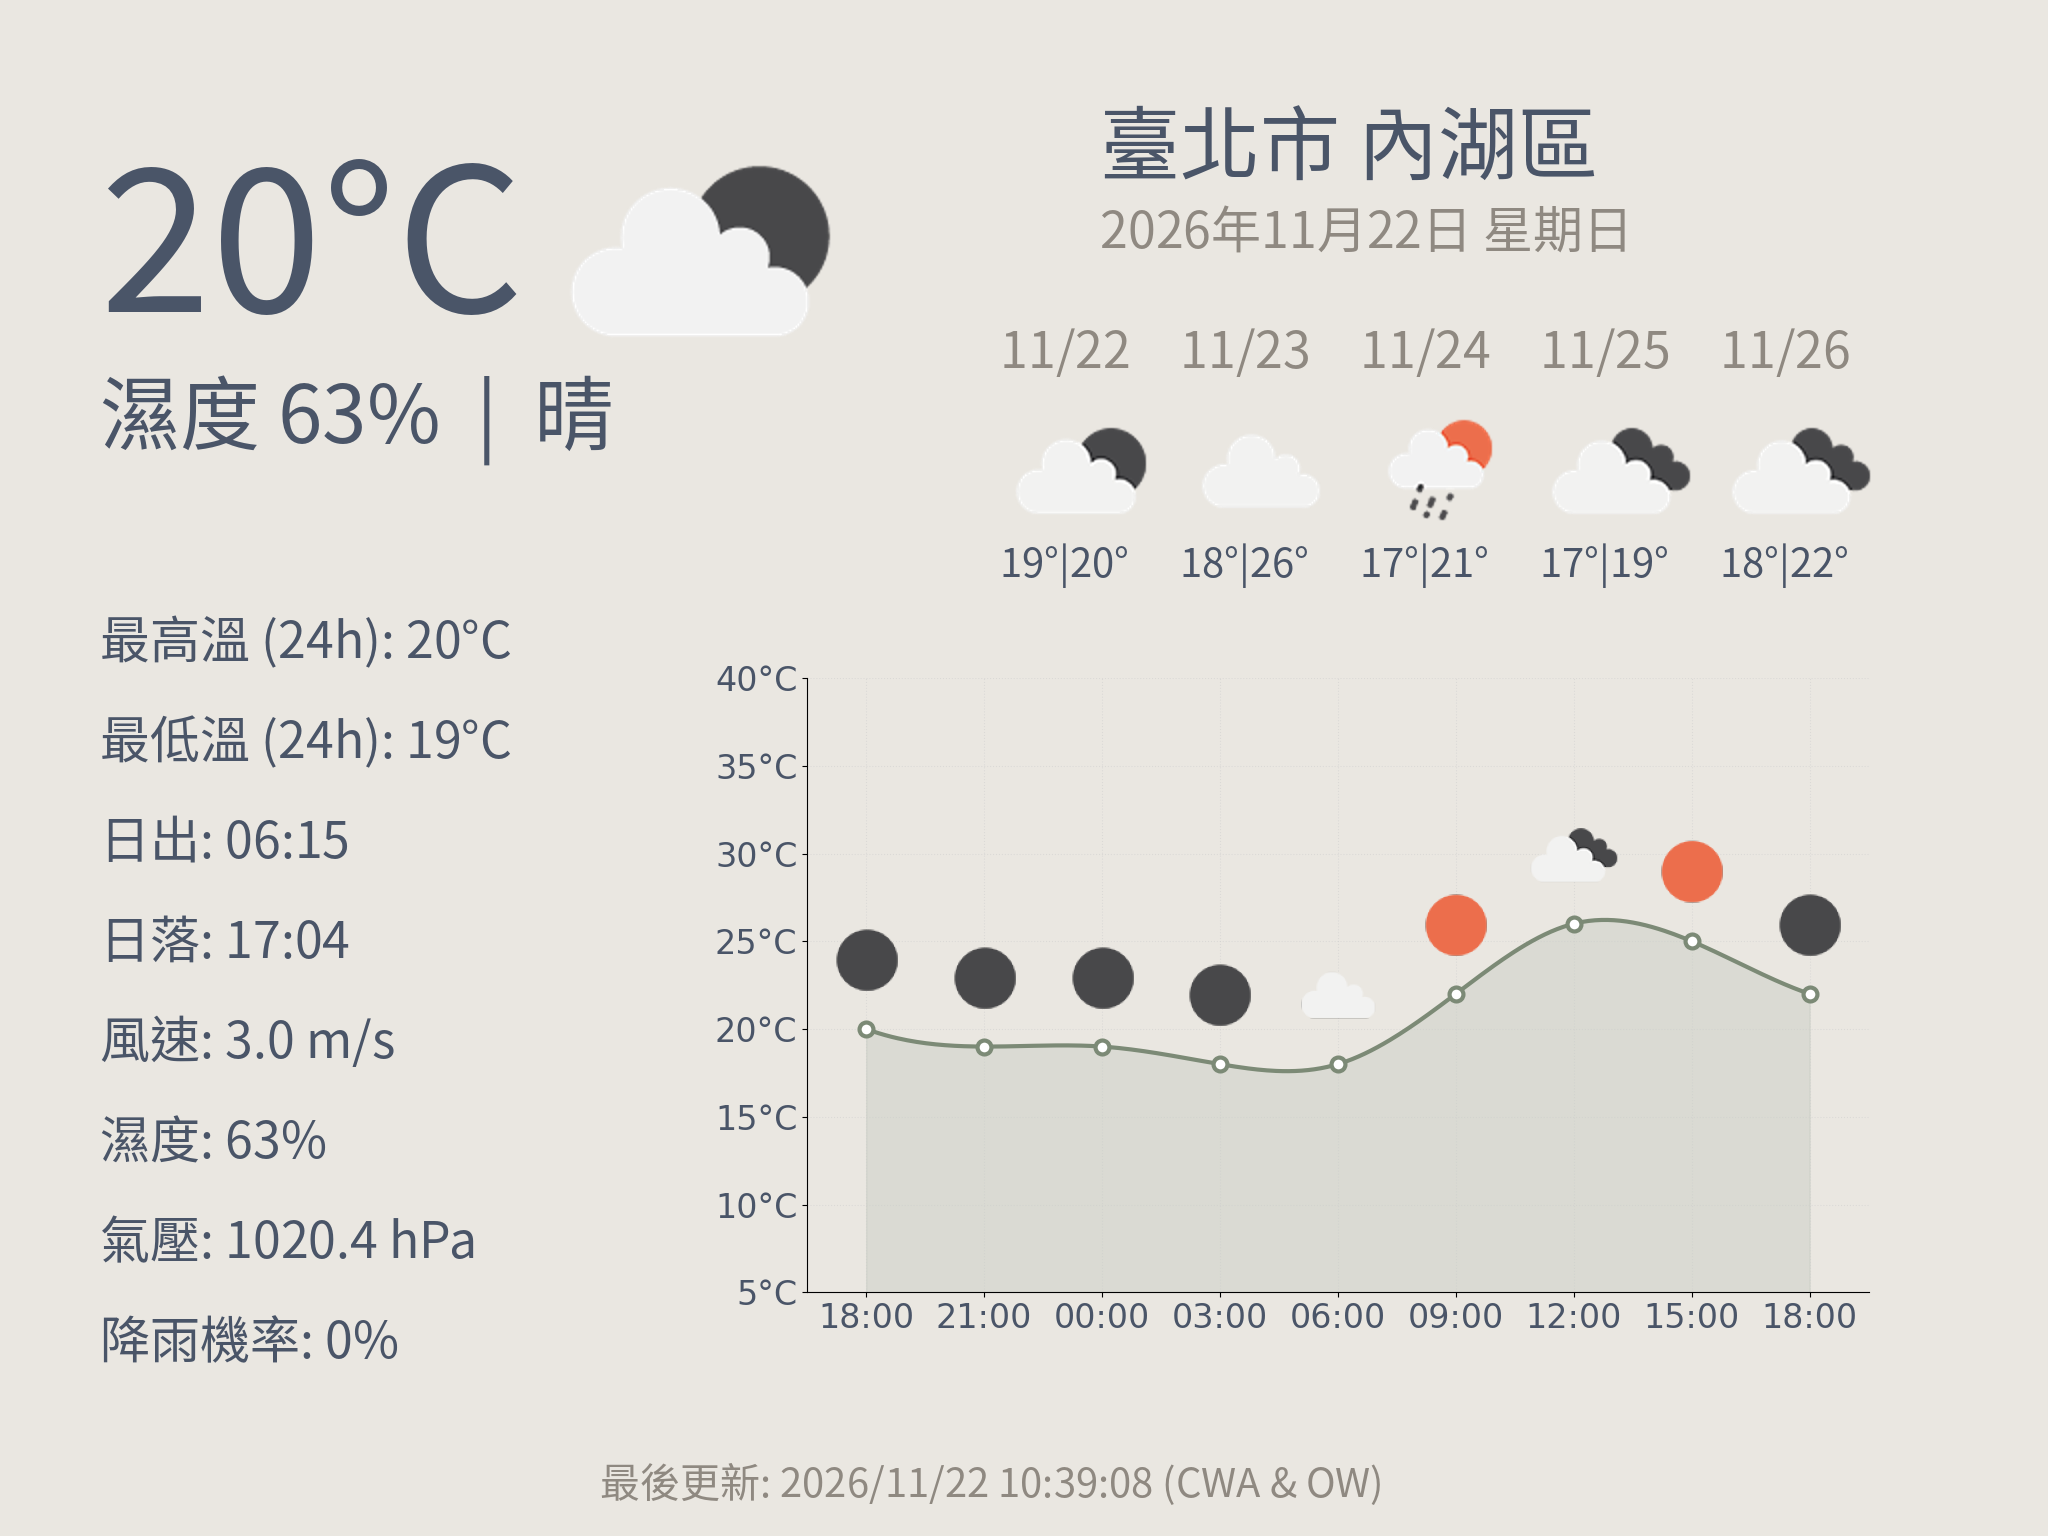 20°C
濕度 63% | 晴
臺北市 內湖區
2026年11月22日 星期日
11/22 11/23 11/24 11/25 11/26
19°|20° 18°|26° 17°|21° 17°|19° 18°|22°
最高溫 (24h): 20°C
最低溫 (24h): 19°C
日出: 06:15
日落: 17:04
風速: 3.0 m/s
濕度: 63%
氣壓: 1020.4 hPa
降雨機率: 0%
40°C
35°C
30°C
25°C
20°C
15°C
10°C
5°C
18:00 21:00 00:00 03:00 06:00 09:00 12:00 15:00 18:00
最後更新: 2026/11/22 10:39:08 (CWA & OW)